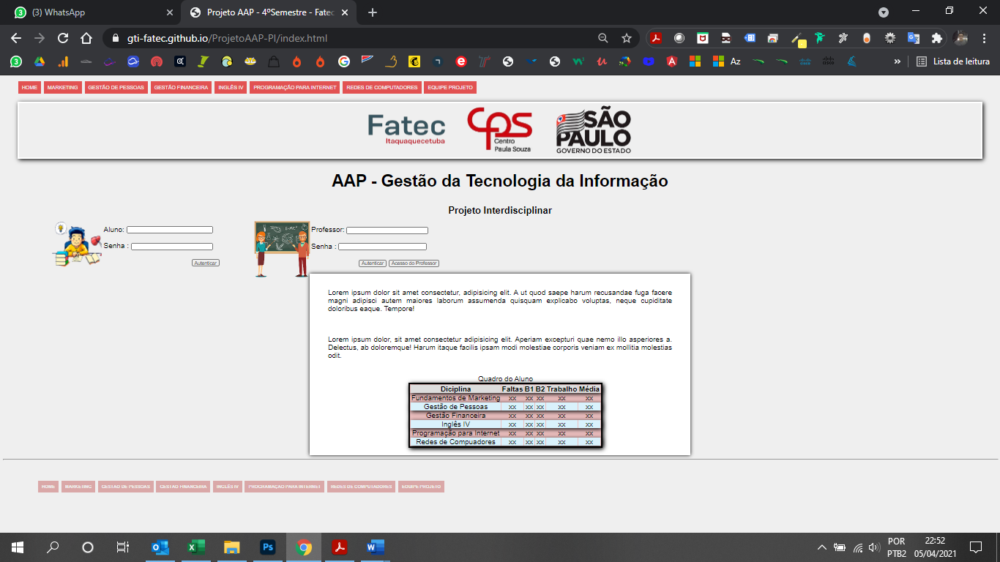 (3) WhatsApp
Projeto AAP - 4ºSemestre - Fatec
gti-fatec.github.io/ProjetoAAP-PI/index.html
Az
Lista de leitura
HOME MARKETING GESTÃO DE PESSOAS GESTÃO FINANCEIRA INGLÊS IV PROGRAMAÇÃO PARA INTERNET REDES DE COMPUTADORES EQUIPE PROJETO
Fatec
Itaquaquecetuba
CPS
Centro
Paula Souza
SÃO
PAULO
GOVERNO DO ESTADO
AAP - Gestão da Tecnologia da Informação
Projeto Interdisciplinar
Aluno:
Senha :
Autenticar
E=MC²
Professor:
Senha :
Autenticar Acesso do Professor
Lorem ipsum dolor sit amet consectetur, adipisicing elit. A ut quod saepe harum recusandae fuga facere
magni adipisci autem maiores laborum assumenda quisquam explicabo voluptas, neque cupiditate
doloribus eaque. Tempore!
Lorem ipsum dolor, sit amet consectetur adipisicing elit. Aperiam excepturi quae nemo illo asperiores a.
Delectus, ab doloremque! Harum itaque facilis ipsam modi molestiae corporis veniam ex mollitia molestias
odit.
Quadro do Aluno
Diciplina Faltas B1 B2 Trabalho Média
Fundamentos de Marketing xx xx xx xx xx
Gestão de Pessoas xx xx xx xx xx
Gestão Financeira xx xx xx xx xx
Inglês IV xx xx xx xx xx
Programação para Internet xx xx xx xx xx
Redes de Compuadores xx xx xx xx xx
HOME MARKETING GESTÃO DE PESSOAS GESTÃO FINANCEIRA INGLÊS IV PROGRAMAÇÃO PARA INTERNET REDES DE COMPUTADORES EQUIPE PROJETO
POR
PTB2
22:52
05/04/2021